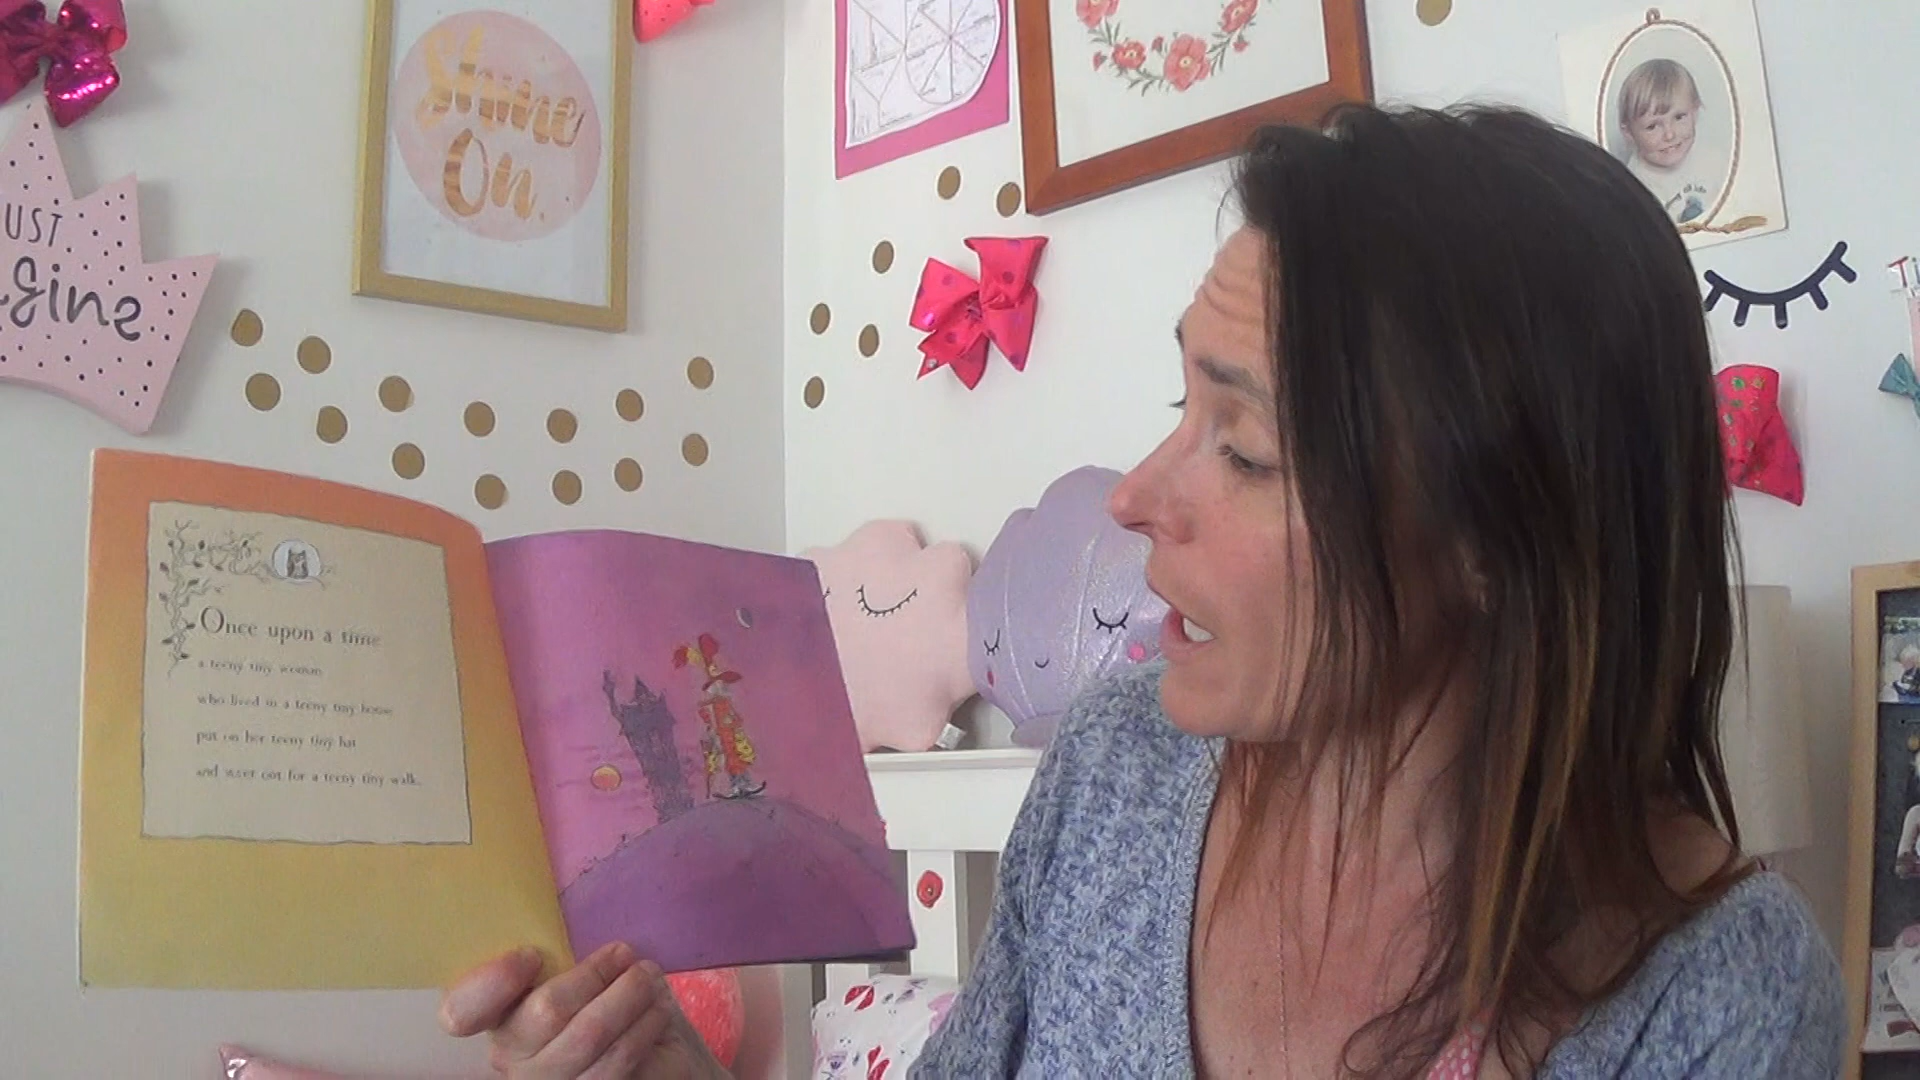 Shine
On.
UST
gine
Once upon a time
a teeny tiny woman
who lived in a teeny tiny house
put on her teeny tiny hat
and went out for a teeny tiny walk.